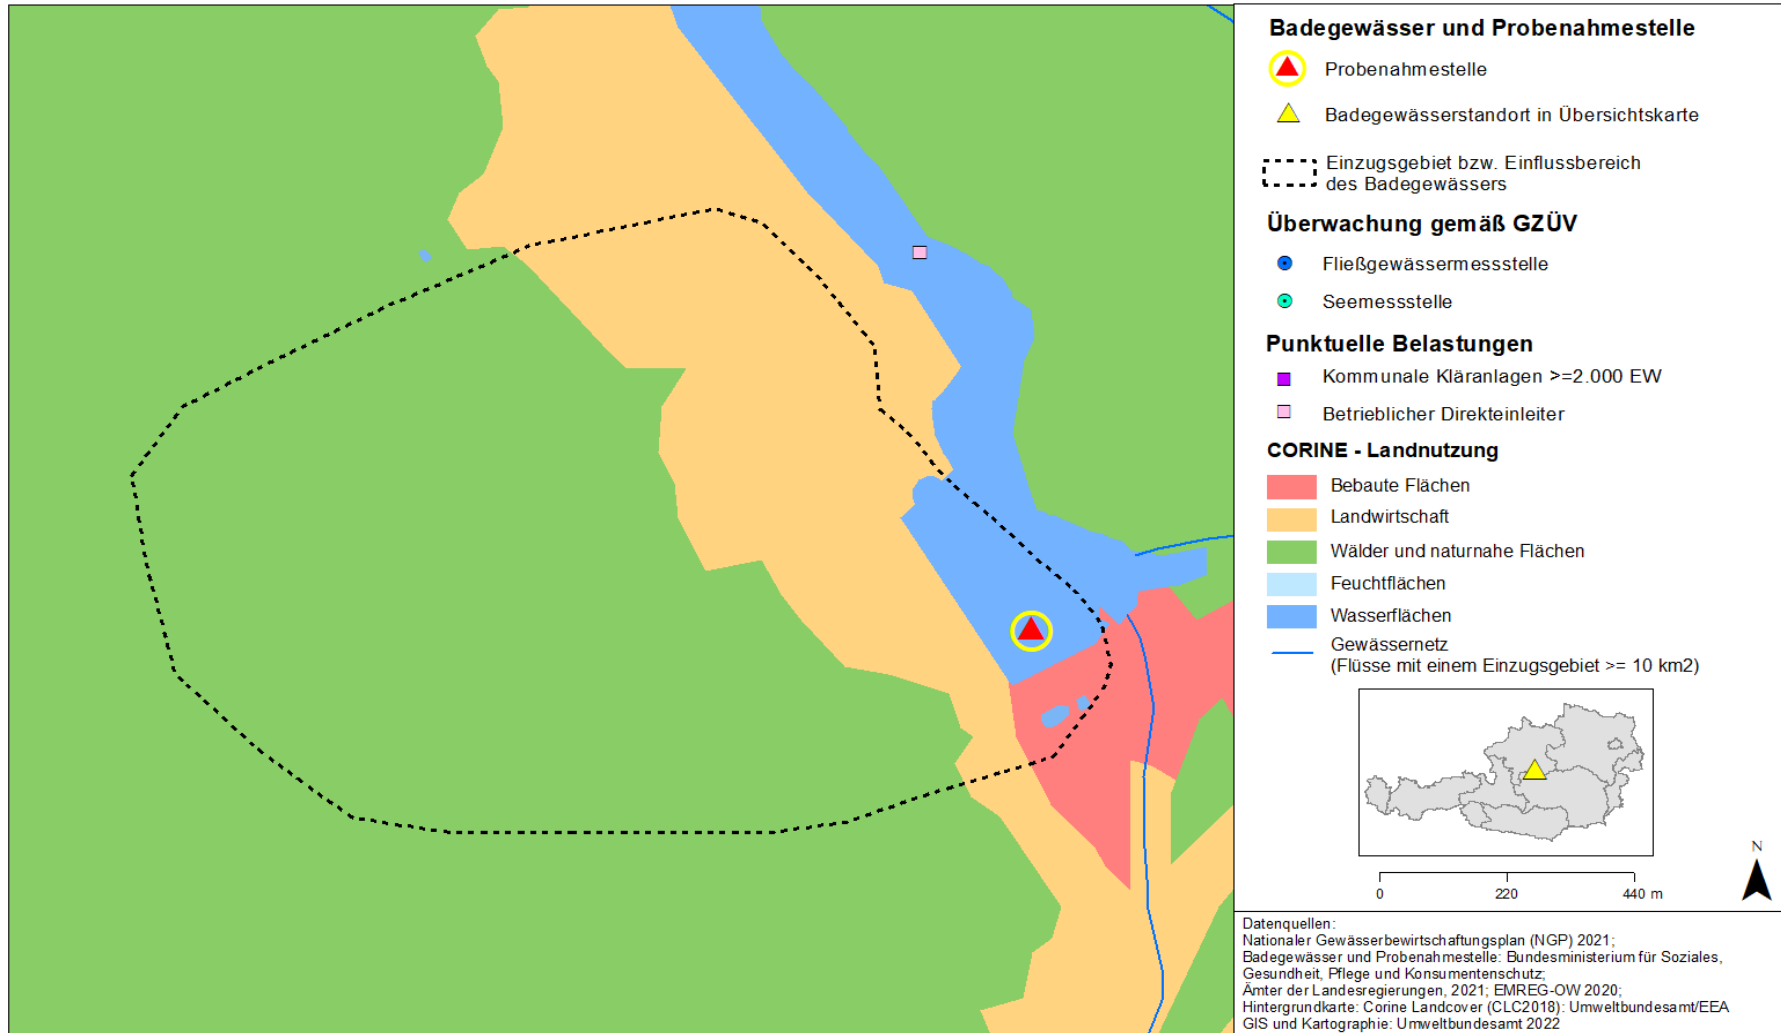 Badegewässer und Probenahmestelle
Probenahmestelle
Badegewässerstandort in Übersichtskarte
Einzugsgebiet bzw. Einflussbereich
des Badegewässers
Überwachung gemäß GZÜV
Fließgewässermessstelle
Seemessstelle
Punktuelle Belastungen
Kommunale Kläranlagen >=2.000 EW
Betrieblicher Direkteinleiter
CORINE - Landnutzung
Bebaute Flächen
Landwirtschaft
Wälder und naturnahe Flächen
Feuchtflächen
Wasserflächen
Gewässernetz
(Flüsse mit einem Einzugsgebiet >= 10 km2)
N
0 220 440 m
Datenquellen:
Nationaler Gewässerbewirtschaftungsplan (NGP) 2021;
Badegewässer und Probenahmestelle: Bundesministerium für Soziales,
Gesundheit, Pflege und Konsumentenschutz;
Ämter der Landesregierungen, 2021; EMREG-OW 2020;
Hintergrundkarte: Corine Landcover (CLC2018): Umweltbundesamt/EEA
GIS und Kartographie: Umweltbundesamt 2022